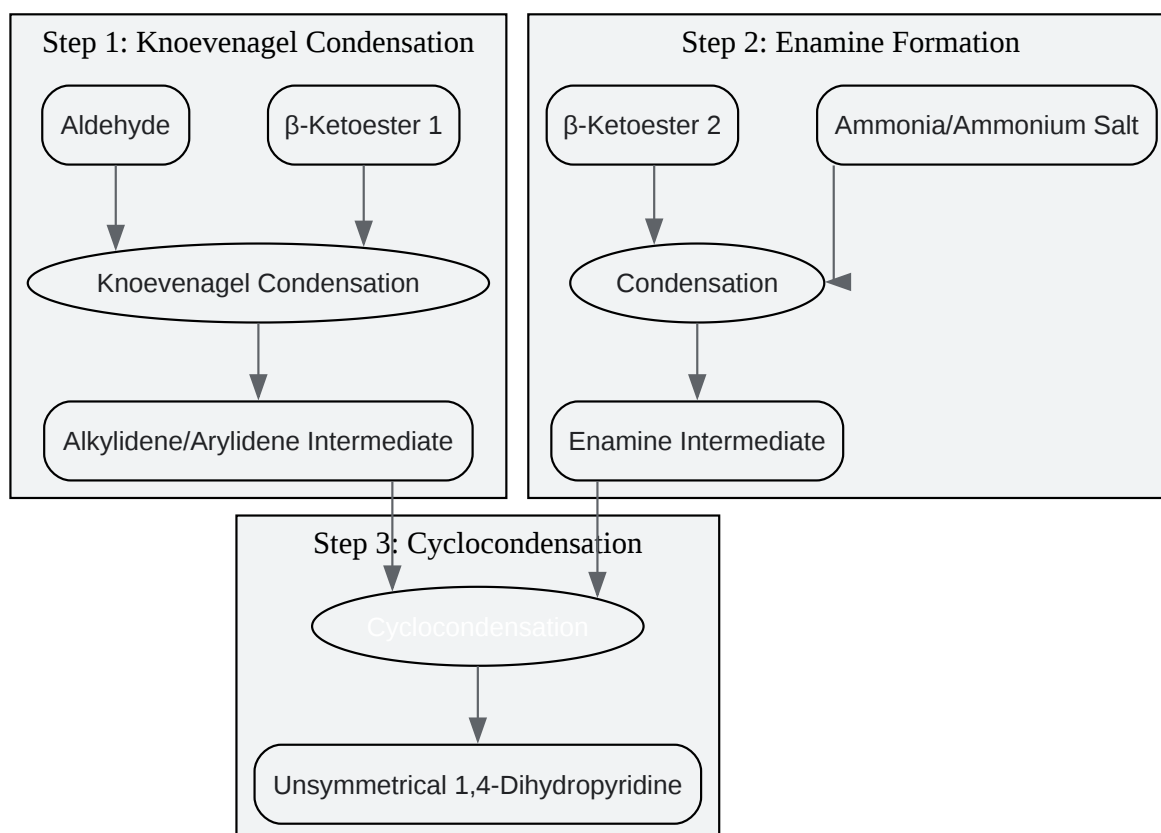 Step 1: Knoevenagel Condensation
Aldehyde
β-Ketoester 1
Knoevenagel Condensation
Alkylidene/Arylidene Intermediate
Step 2: Enamine Formation
β-Ketoester 2
Ammonia/Ammonium Salt
Condensation
Enamine Intermediate
Step 3: Cyclocondensation
Cyclocondensation
Unsymmetrical 1,4-Dihydropyridine